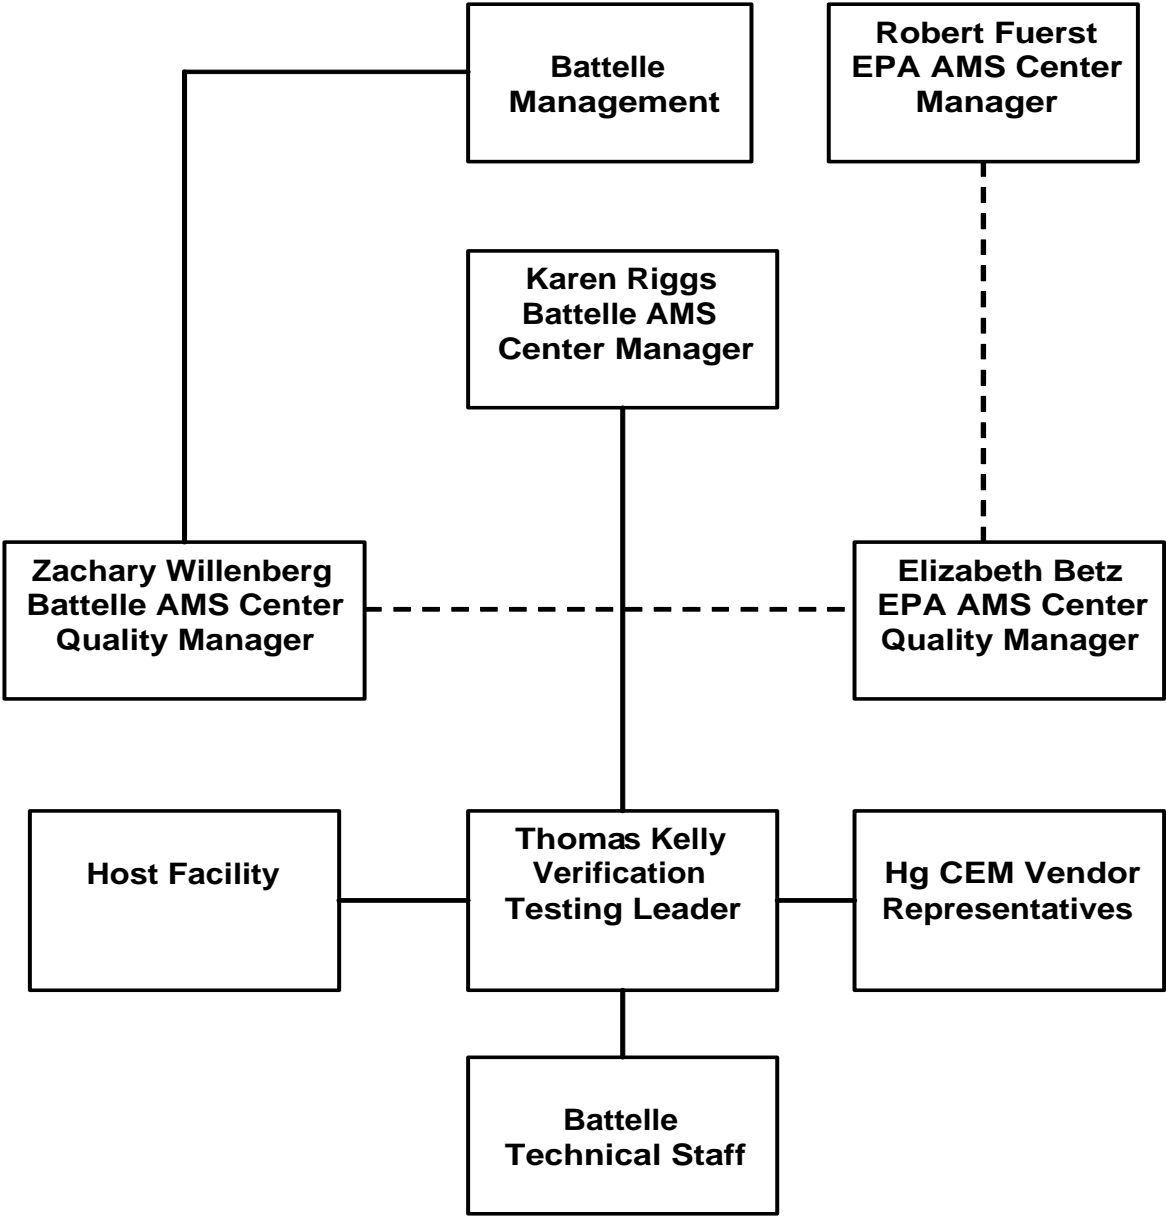 Battelle
Management
Robert Fuerst
EPA AMS Center
Manager
Karen Riggs
Battelle AMS
Center Manager
Zachary Willenberg
Battelle AMS Center
Quality Manager
Elizabeth Betz
EPA AMS Center
Quality Manager
Host Facility
Thomas Kelly
Verification
Testing Leader
Hg CEM Vendor
Representatives
Battelle
Technical Staff